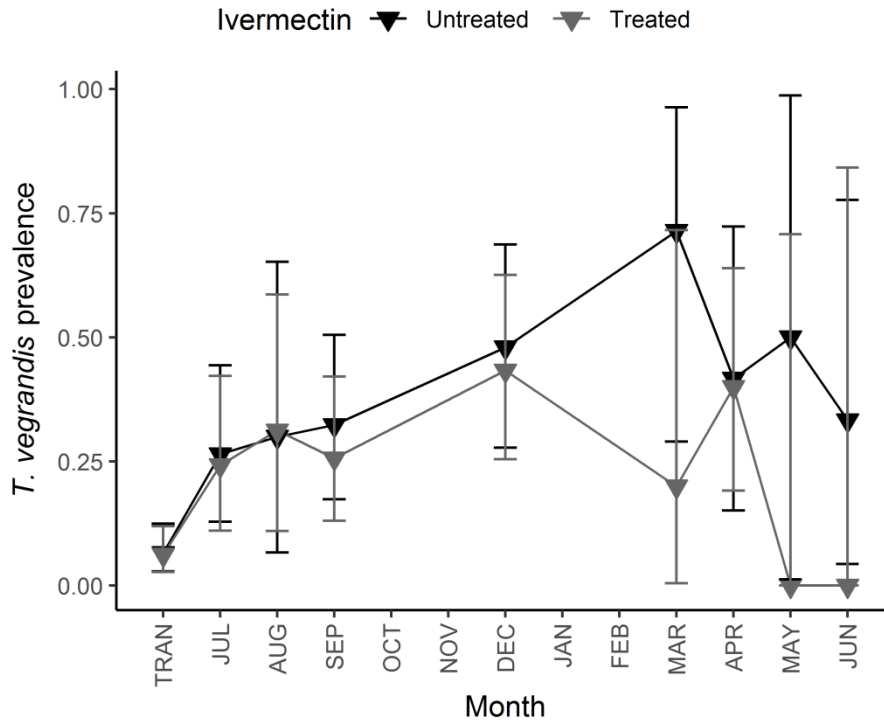 Ivermectin Untreated Treated
T. vegrandis prevalence
1.00
0.75
0.50
0.25
0.00
TRAN JUL AUG SEP OCT NOV DEC JAN FEB MAR APR MAY JUN
Month